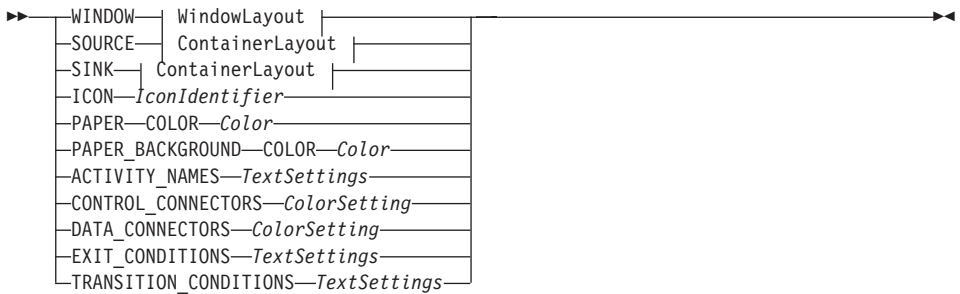 WINDOW WindowLayout
SOURCE ContainerLayout
SINK ContainerLayout
ICON IconIdentifier
PAPER COLOR Color
PAPER_BACKGROUND COLOR Color
ACTIVITY_NAMES TextSettings
CONTROL_CONNECTORS ColorSetting
DATA_CONNECTORS ColorSetting
EXIT_CONDITIONS TextSettings
TRANSITION_CONDITIONS TextSettings